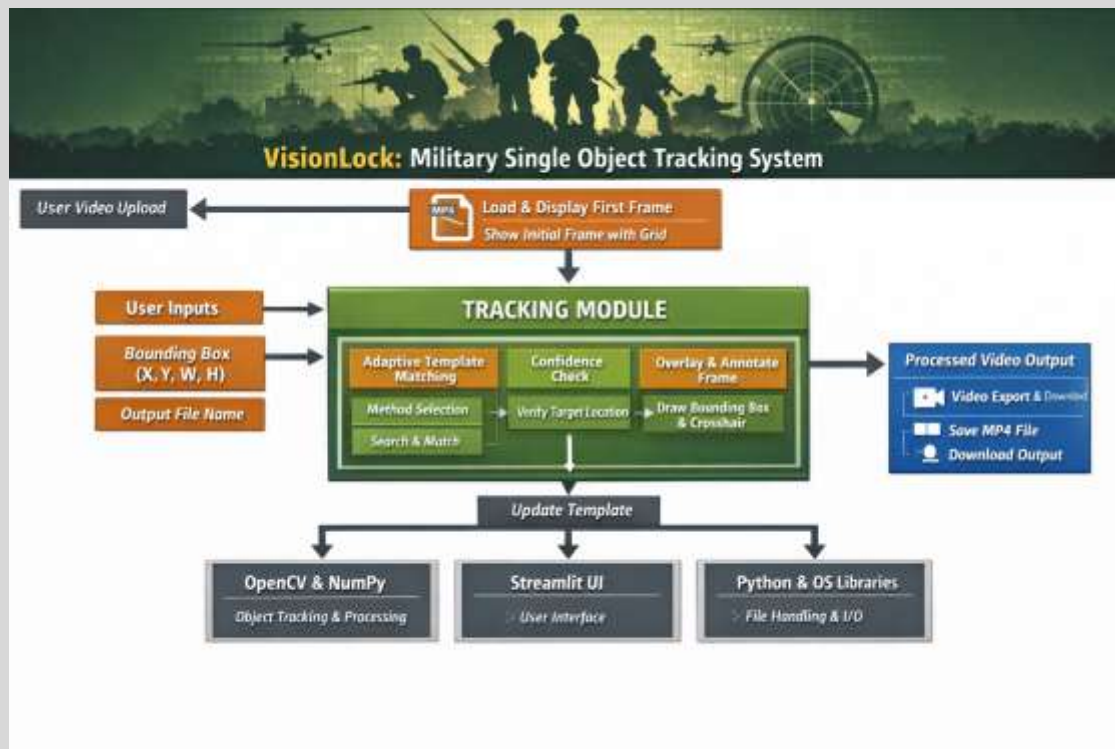 VisionLock: Military Single Object Tracking System
User Video Upload
MP4
Load & Display First Frame
Show Initial Frame with Grid
User Inputs
Bounding Box
(X, Y, W, H)
Output File Name
TRACKING MODULE
Adaptive Template
Matching
Method Selection
Search & Match
Confidence
Check
Verify Target Location
Overlay & Annotate
Frame
Draw Bounding Box
& Crosshair
Processed Video Output
Video Export & Download
Save MP4 File
Download Output
Update Template
OpenCV & NumPy
Object Tracking & Processing
Streamlit UI
> User Interface
Python & OS Libraries
> File Handling & I/O